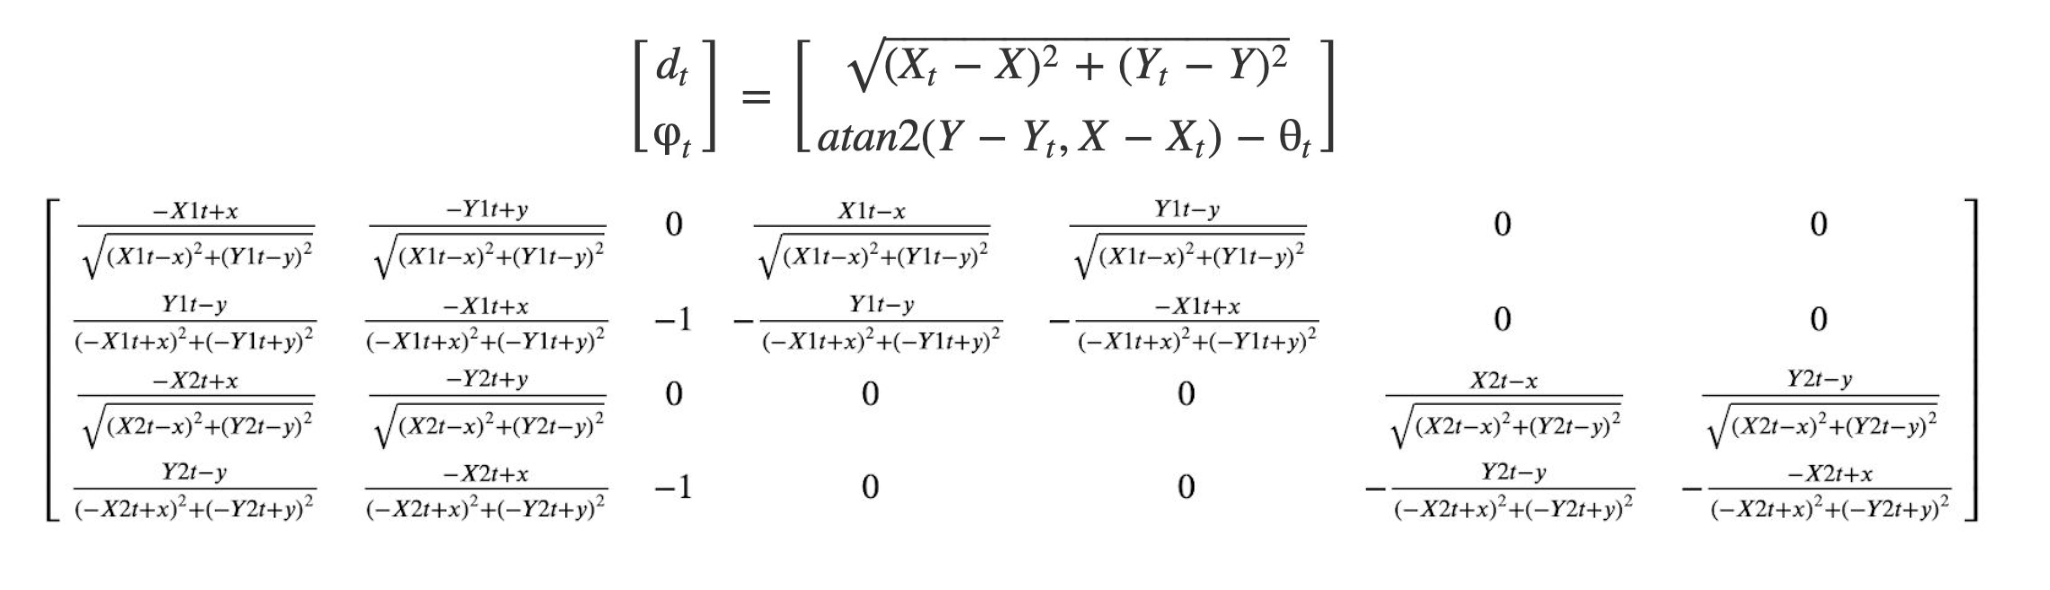 \begin{bmatrix} d_t \\ φ_t \end{bmatrix} = \begin{bmatrix} \sqrt{(X_t - X)^2 + (Y_t - Y)^2} \\ atan2(Y - Y_t, X - X_t) - θ_t \end{bmatrix}
\begin{bmatrix} \frac{-X1t+x}{\sqrt{(X1t-x)^2+(Y1t-y)^2}} & \frac{-Y1t+y}{\sqrt{(X1t-x)^2+(Y1t-y)^2}} & 0 & \frac{X1t-x}{\sqrt{(X1t-x)^2+(Y1t-y)^2}} & \frac{Y1t-y}{\sqrt{(X1t-x)^2+(Y1t-y)^2}} & 0 & 0 \\
\frac{Y1t-y}{(-X1t+x)^2+(-Y1t+y)^2} & \frac{-X1t+x}{(-X1t+x)^2+(-Y1t+y)^2} & -1 & -\frac{Y1t-y}{(-X1t+x)^2+(-Y1t+y)^2} & -\frac{-X1t+x}{(-X1t+x)^2+(-Y1t+y)^2} & 0 & 0 \\
\frac{-X2t+x}{\sqrt{(X2t-x)^2+(Y2t-y)^2}} & \frac{-Y2t+y}{\sqrt{(X2t-x)^2+(Y2t-y)^2}} & 0 & 0 & 0 & \frac{X2t-x}{\sqrt{(X2t-x)^2+(Y2t-y)^2}} & \frac{Y2t-y}{\sqrt{(X2t-x)^2+(Y2t-y)^2}} \\
\frac{Y2t-y}{(-X2t+x)^2+(-Y2t+y)^2} & \frac{-X2t+x}{(-X2t+x)^2+(-Y2t+y)^2} & -1 & 0 & 0 & -\frac{Y2t-y}{(-X2t+x)^2+(-Y2t+y)^2} & -\frac{-X2t+x}{(-X2t+x)^2+(-Y2t+y)^2} \end{bmatrix}